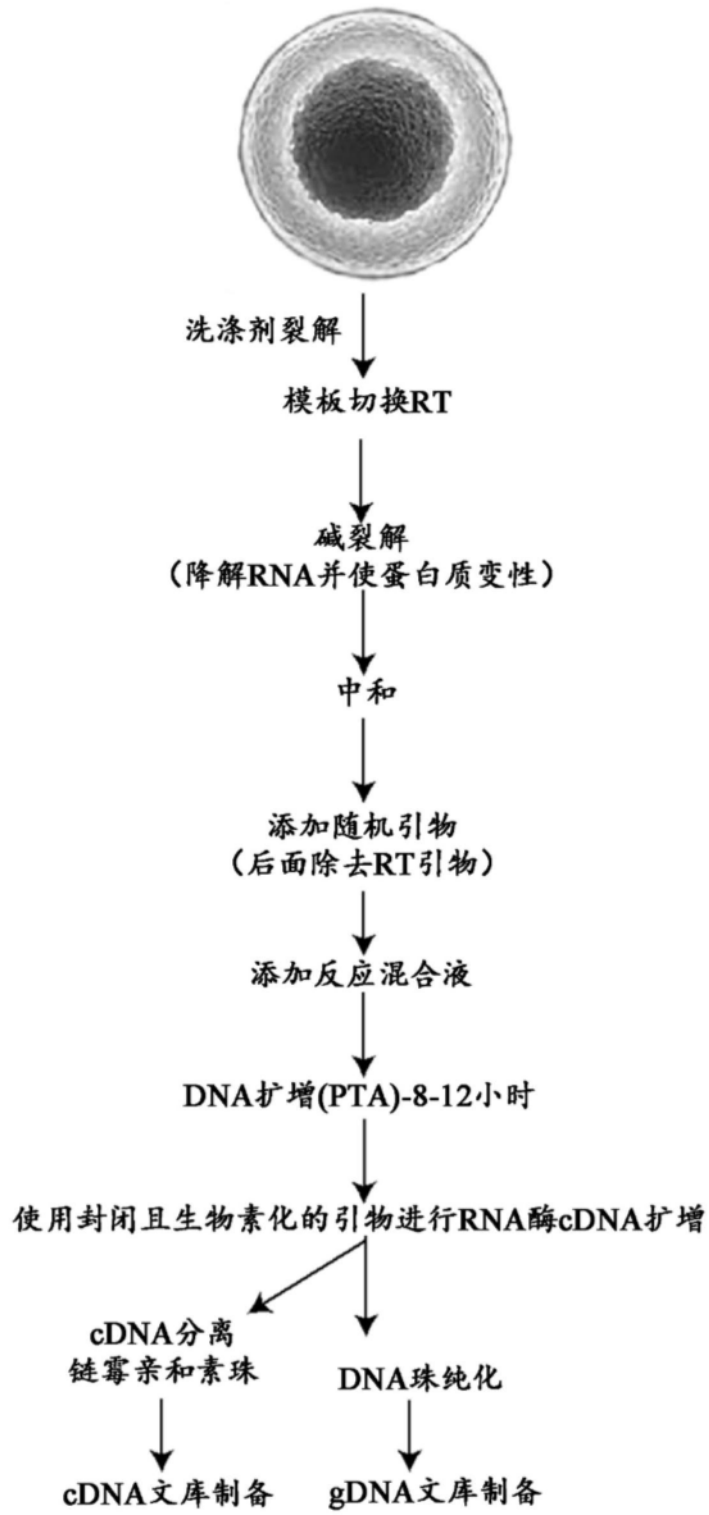 洗涤剂裂解
模板切换RT
碱裂解
（降解RNA并使蛋白质变性）
中和
添加随机引物
（后面除去RT引物）
添加反应混合液
DNA扩增(PTA)-8-12小时
使用封闭且生物素化的引物进行RNA酶cDNA扩增
cDNA分离
链霉亲和素珠
DNA珠纯化
cDNA文库制备
gDNA文库制备